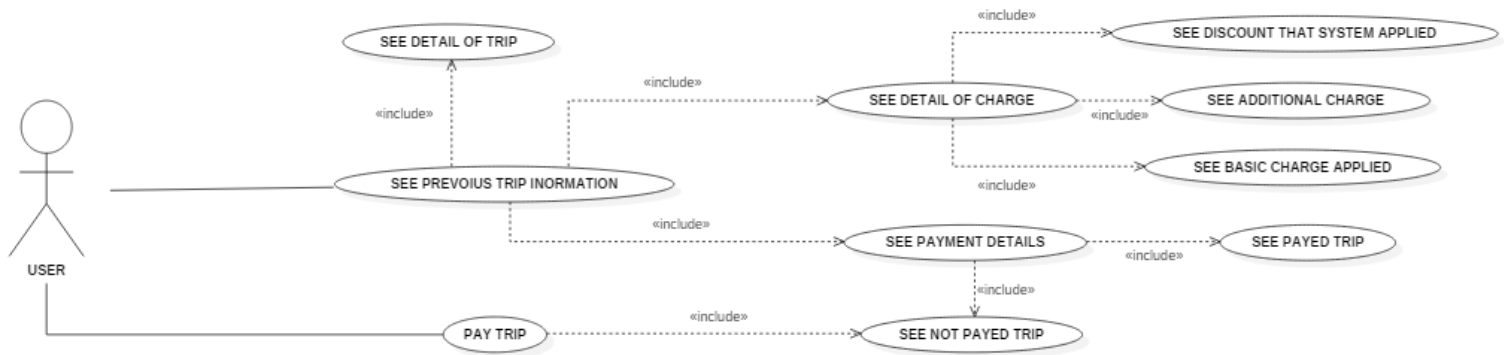 «include»
SEE DISCOUNT THAT SYSTEM APPLIED
SEE DETAIL OF TRIP
«include»
SEE DETAIL OF CHARGE
SEE ADDITIONAL CHARGE
«include»
«include»
SEE BASIC CHARGE APPLIED
SEE PREVOIUS TRIP INORMATION
«include»
«include»
SEE PAYMENT DETAILS
SEE PAYED TRIP
«include»
USER
«include»
«include»
PAY TRIP
SEE NOT PAYED TRIP